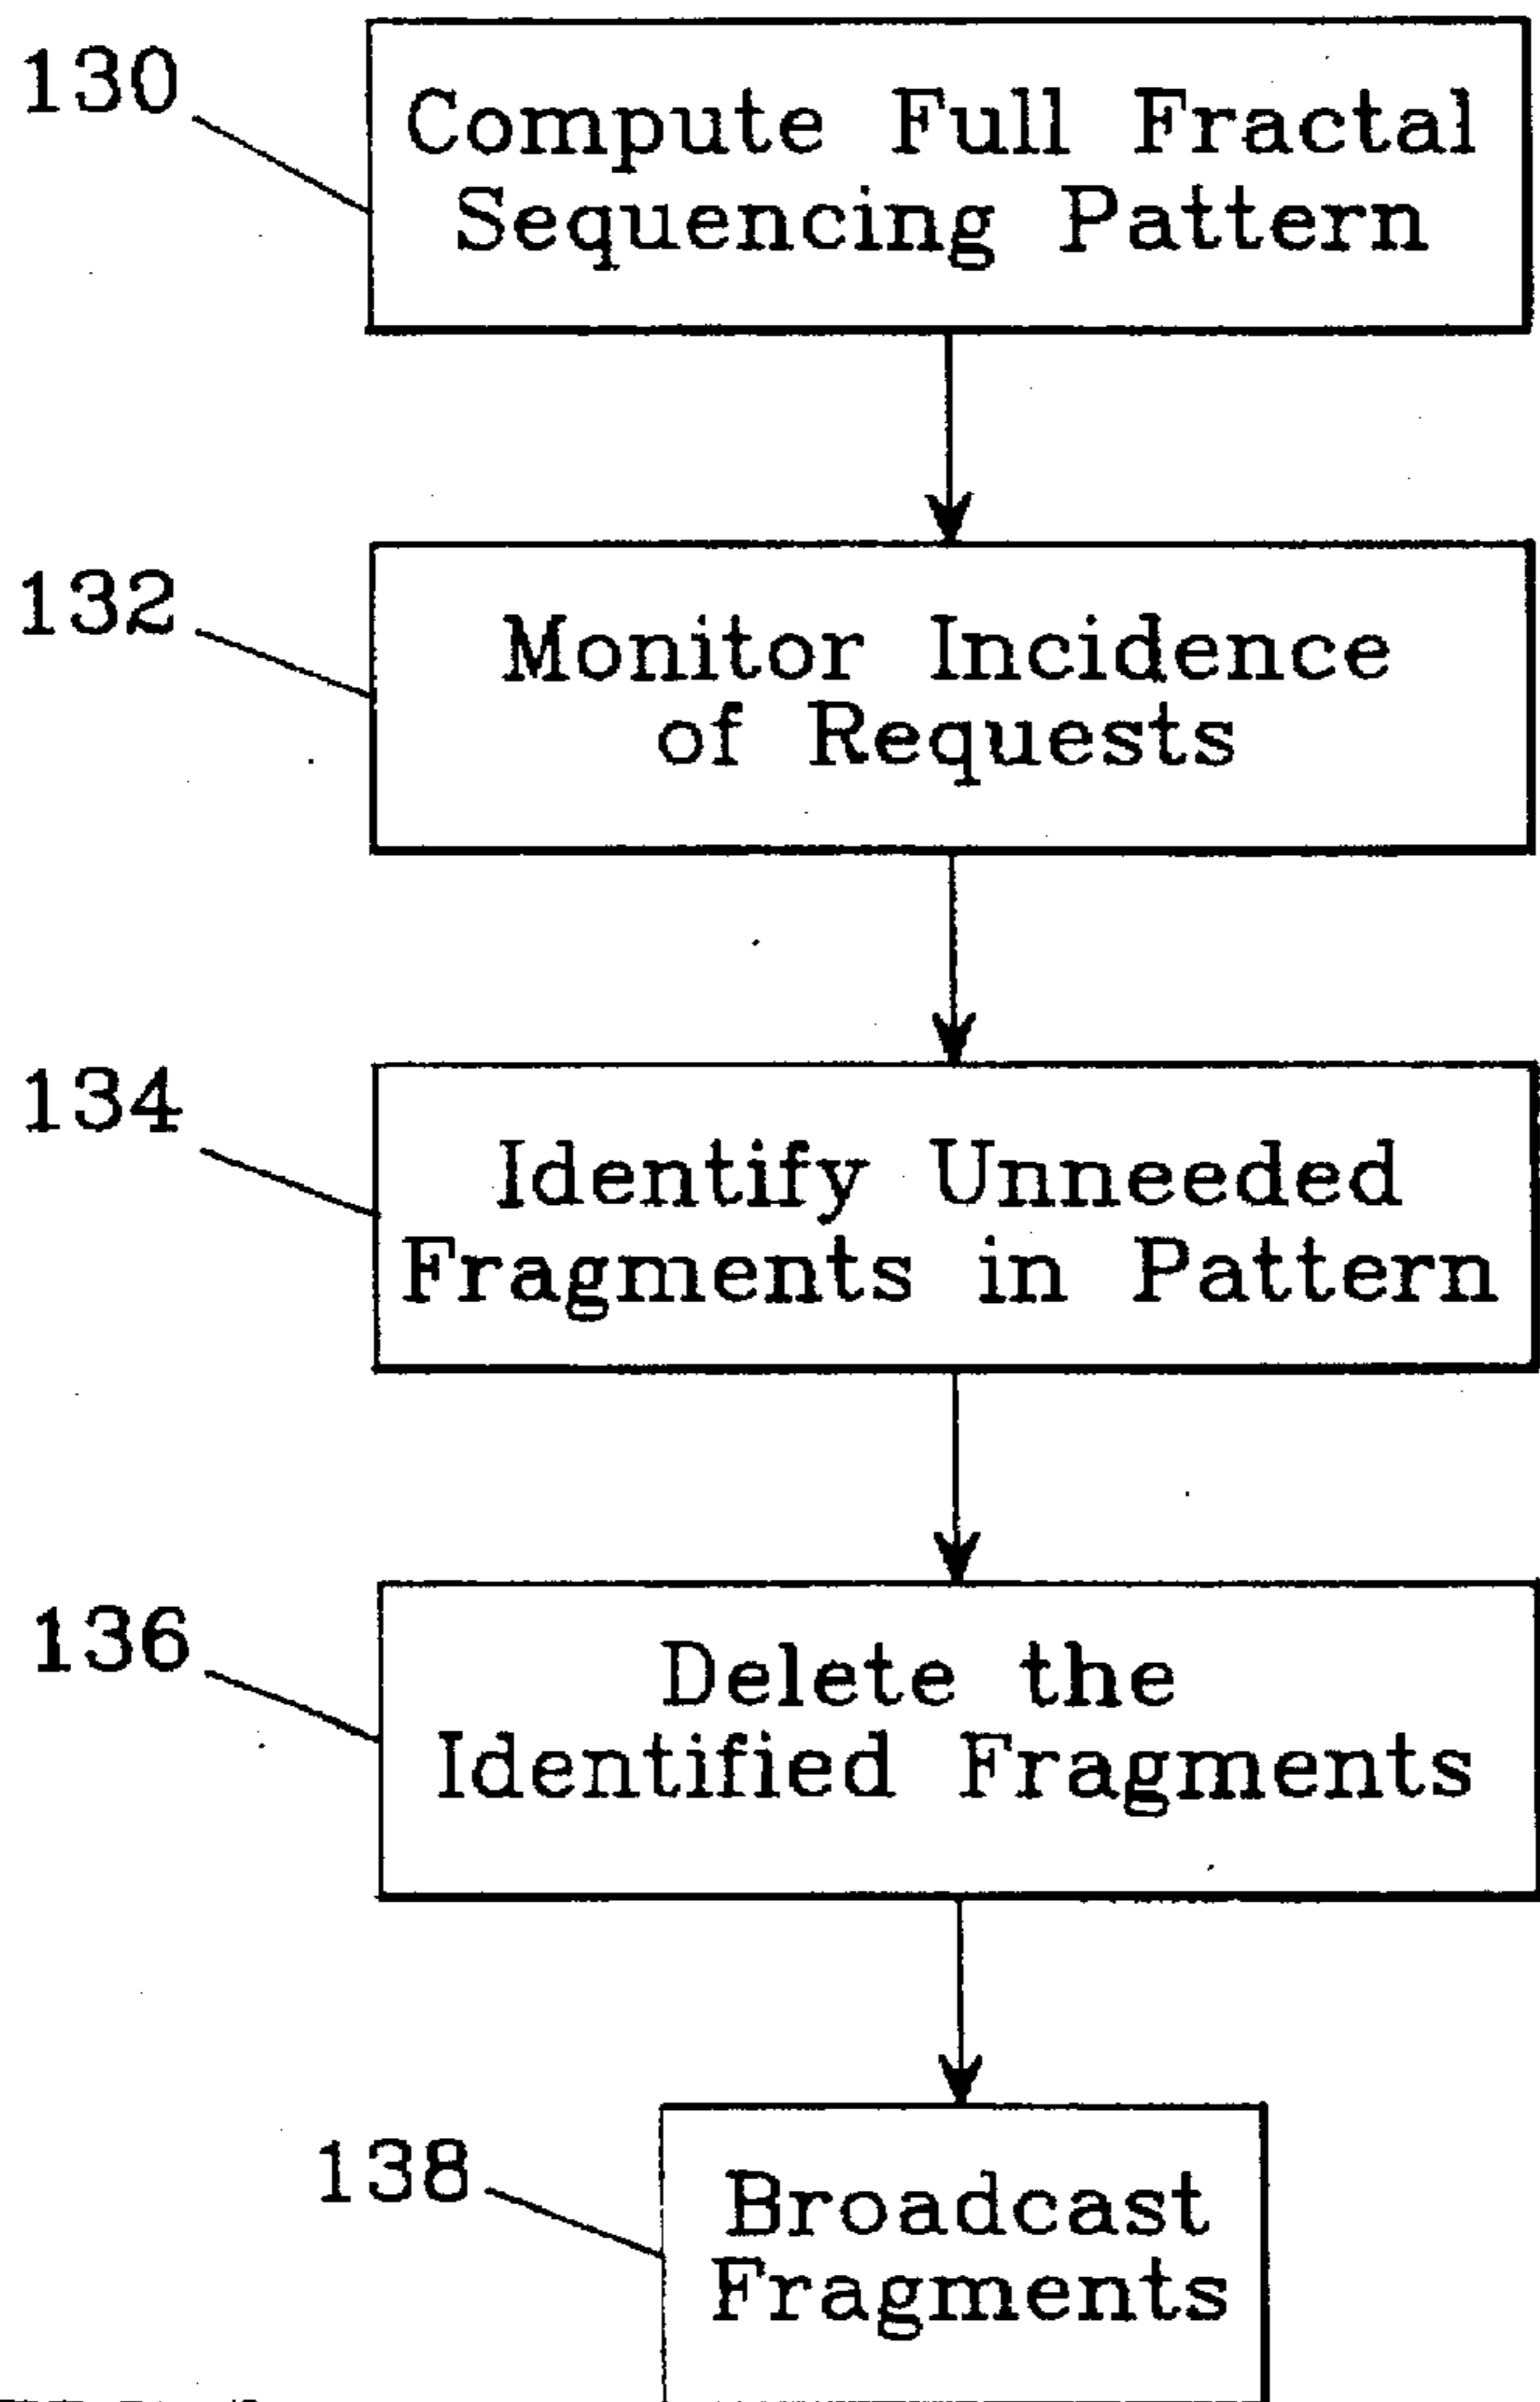 130
Compute Full Fractal
Sequencing Pattern
132
Monitor Incidence
of Requests
134
Identify Unneeded
Fragments in Pattern
136
Delete the
Identified Fragments
138
Broadcast
Fragments